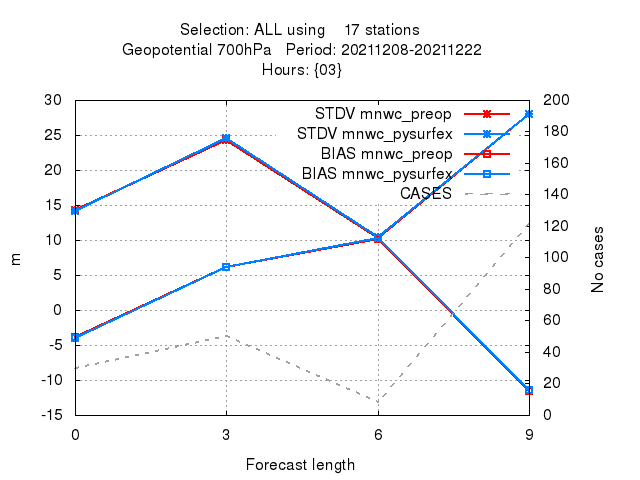 Selection: ALL using 17 stations
Geopotential 700hPa Period: 20211208-20211222
Hours: {03}
STDV mnwc_preop
STDV mnwc_pysurfex
BIAS mnwc_preop
BIAS mnwc_pysurfex
CASES
30
25
20
15
10
5
0
-5
-10
-15
m
200
180
160
140
120
100
80
60
40
20
0
No cases
0 3 6 9
Forecast length